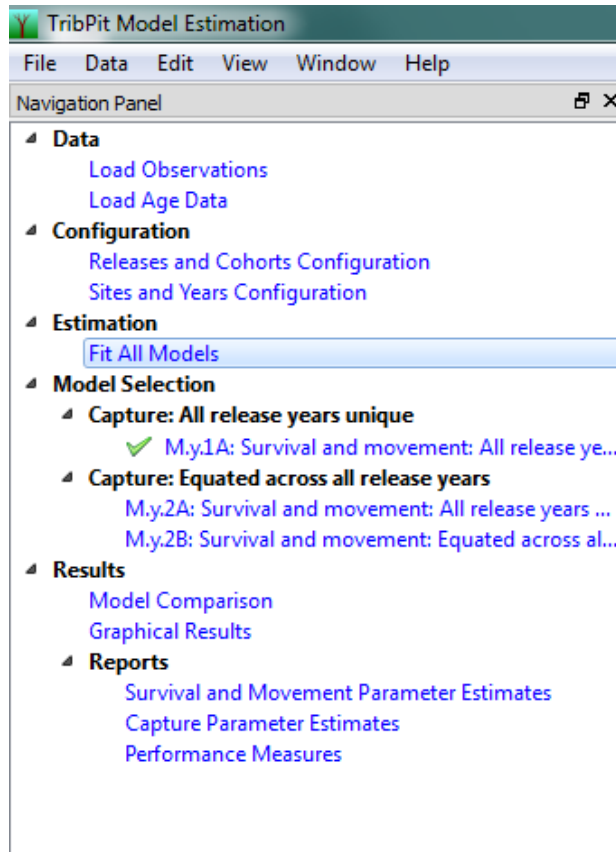 TribPit Model Estimation
File Data Edit View Window Help
Navigation Panel
Data
Load Observations
Load Age Data
Configuration
Releases and Cohorts Configuration
Sites and Years Configuration
Estimation
Fit All Models
Model Selection
Capture: All release years unique
M.y.1A: Survival and movement: All release ye...
Capture: Equated across all release years
M.y.2A: Survival and movement: All release years ...
M.y.2B: Survival and movement: Equated across al...
Results
Model Comparison
Graphical Results
Reports
Survival and Movement Parameter Estimates
Capture Parameter Estimates
Performance Measures